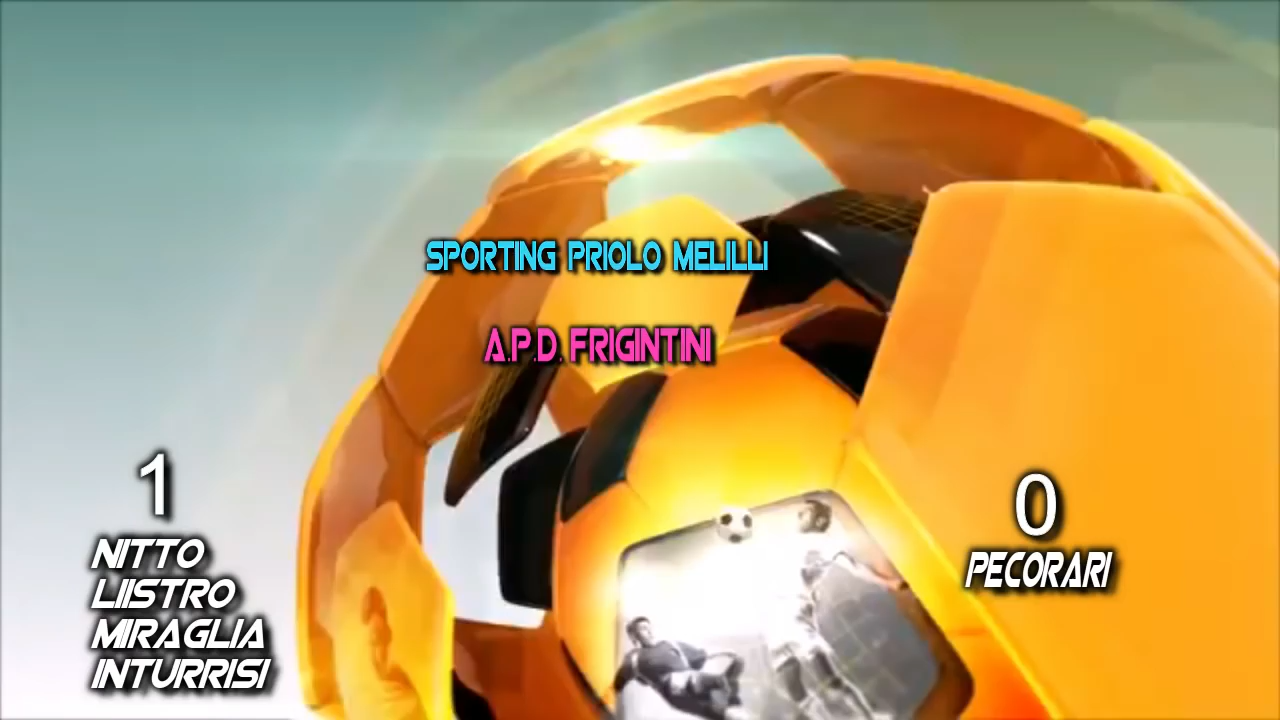 SPORTING PRIOLO MELILLI
A.P.D. FRIGINTINI
1
NITTO
LIISTRO
MIRAGLIA
INTURRISI
0
PECORARI